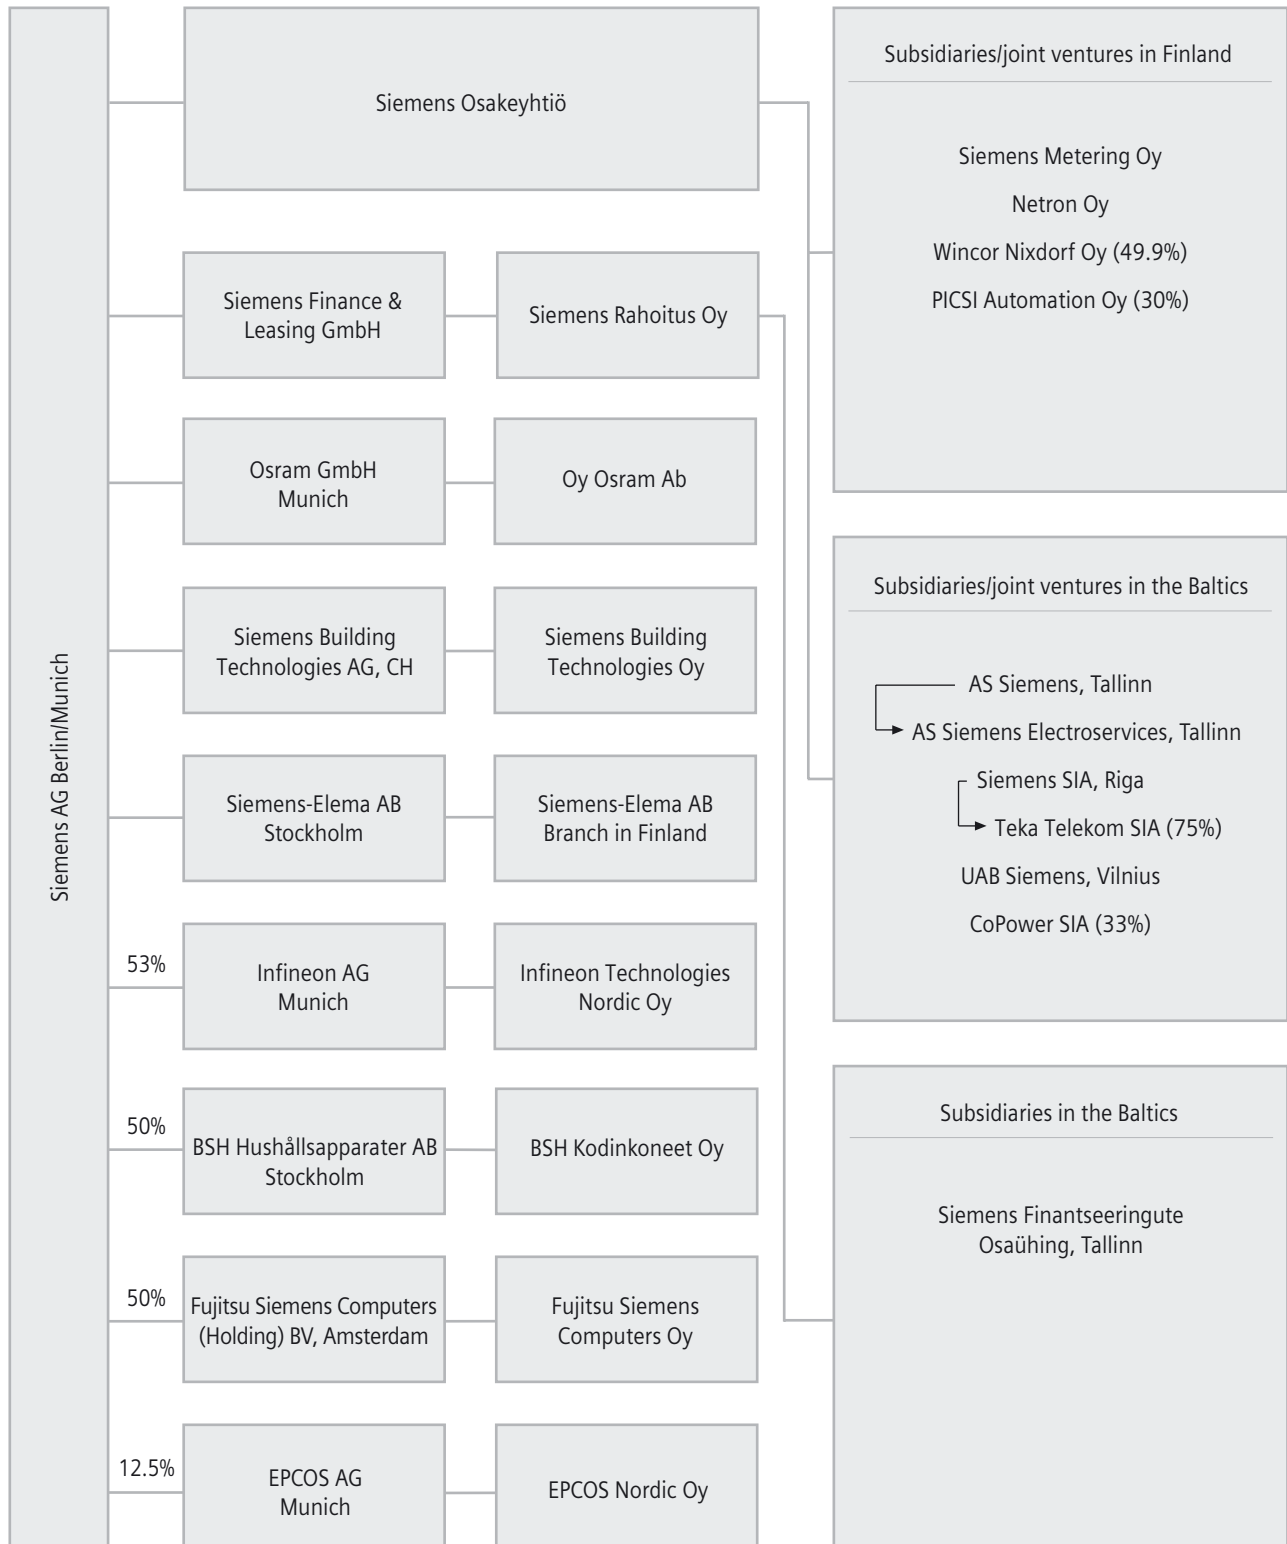 Siemens AG Berlin/Munich
Siemens Osakeyhtiö
Siemens Finance &
Leasing GmbH
Siemens Rahoitus Oy
Osram GmbH
Munich
Oy Osram Ab
Siemens Building
Technologies AG, CH
Siemens Building
Technologies Oy
Siemens-Elema AB
Stockholm
Siemens-Elema AB
Branch in Finland
53%
Infineon AG
Munich
Infineon Technologies
Nordic Oy
50%
BSH Hushållsapparater AB
Stockholm
BSH Kodinkoneet Oy
50%
Fujitsu Siemens Computers
(Holding) BV, Amsterdam
Fujitsu Siemens
Computers Oy
12.5%
EPCOS AG
Munich
EPCOS Nordic Oy
Subsidiaries/joint ventures in Finland
Siemens Metering Oy
Netron Oy
Wincor Nixdorf Oy (49.9%)
PICSI Automation Oy (30%)
Subsidiaries/joint ventures in the Baltics
AS Siemens, Tallinn
AS Siemens Electroservices, Tallinn
Siemens SIA, Riga
Teka Telekom SIA (75%)
UAB Siemens, Vilnius
CoPower SIA (33%)
Subsidiaries in the Baltics
Siemens Finantseeringute
Osaühing, Tallinn